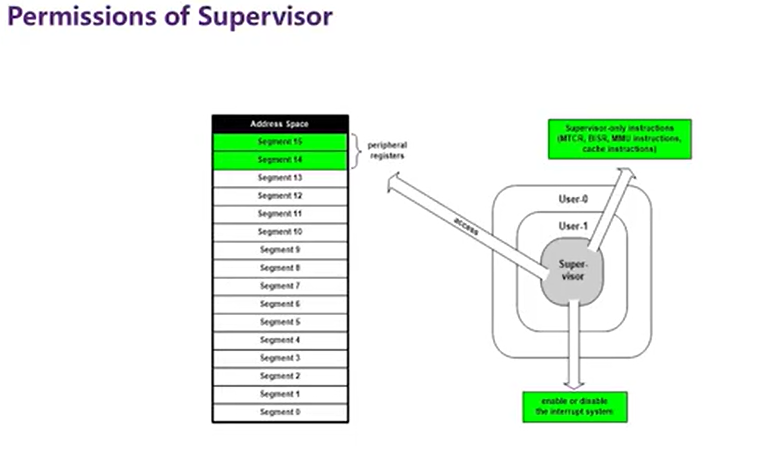 Permissions of Supervisor
Address Space
Segment 15
Segment 14
Segment 13
Segment 12
Segment 11
Segment 10
Segment 9
Segment 8
Segment 7
Segment 6
Segment 5
Segment 4
Segment 3
Segment 2
Segment 1
Segment 0
peripheral
registers
access
Supervisor-only instructions
(MTCR, BISR, MMU instructions,
cache instructions)
User-0
User-1
Super-
visor
enable or disable
the interrupt system